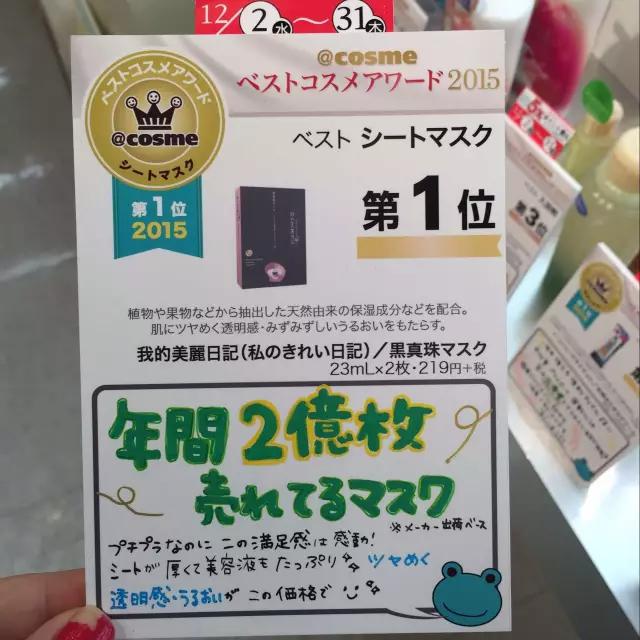 12/2水〜31木
@cosme
ベストコスメアワード2015
ベストコスメアワード
@cosme
シートマスク
第1位
2015
ベスト シートマスク
第1位
植物や果物などから抽出した天然由来の保湿成分などを配合。
肌にツヤめく透明感・みずみずしいうるおいをもたらす。
我的美麗日記(私のきれい日記)/黒真珠マスク
23mL×2枚・219円+税
年間2億枚
売れてるマスク
※メーカー出荷ベース
プチプラなのに この満足感は感動!
シートが厚くて美容液も たっぷり ツヤめく
透明感・うるおいが この価格で
第3位